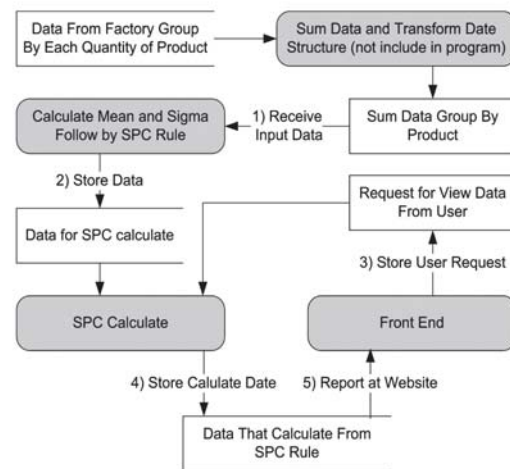 Data From Factory Group
By Each Quantity of Product
Sum Data and Transform Date
Structure (not include in program)
Calculate Mean and Sigma
Follow by SPC Rule
1) Receive
Input Data
Sum Data Group By
Product
2) Store Data
Request for View Data
From User
Data for SPC calculate
3) Store User Request
SPC Calculate
Front End
4) Store Calulate Date
5) Report at Website
Data That Calculate From
SPC Rule